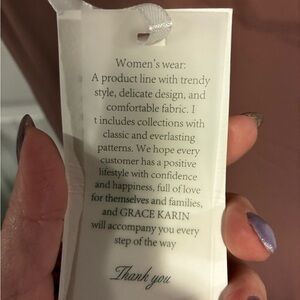 Women's wear:
A product line with trendy
style, delicate design, and
comfortable fabric. I
t includes collections with
classic and everlasting
patterns. We hope every
customer has a positive
lifestyle with confidence
and happiness, full of love
for themselves and families,
and GRACE KARIN
will accompany you every
step of the way
Thank you